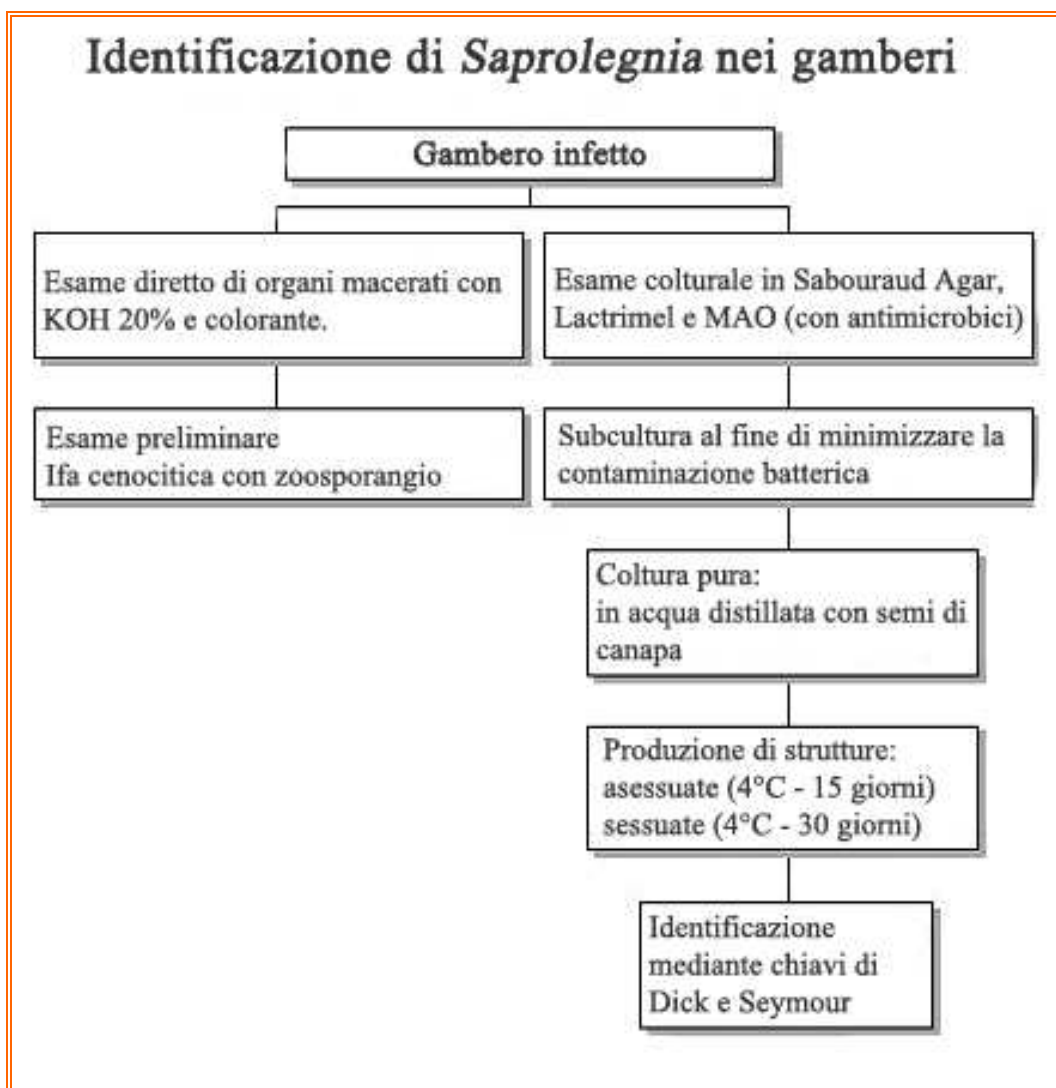 Identificazione di Saprolegnia nei gamberi
Gambero infetto
Esame diretto di organi macerati con
KOH 20% e colorante.
Esame preliminare
Ifa cenocitica con zoosporangio
Esame colturale in Sabouraud Agar,
Lactrimel e MAO (con antimicrobici)
Subcultura al fine di minimizzare la
contaminazione batterica
Coltura pura:
in acqua distillata con semi di
canapa
Produzione di strutture:
asessuate (4°C - 15 giorni)
sessuate (4°C - 30 giorni)
Identificazione
mediante chiavi di
Dick e Seymour